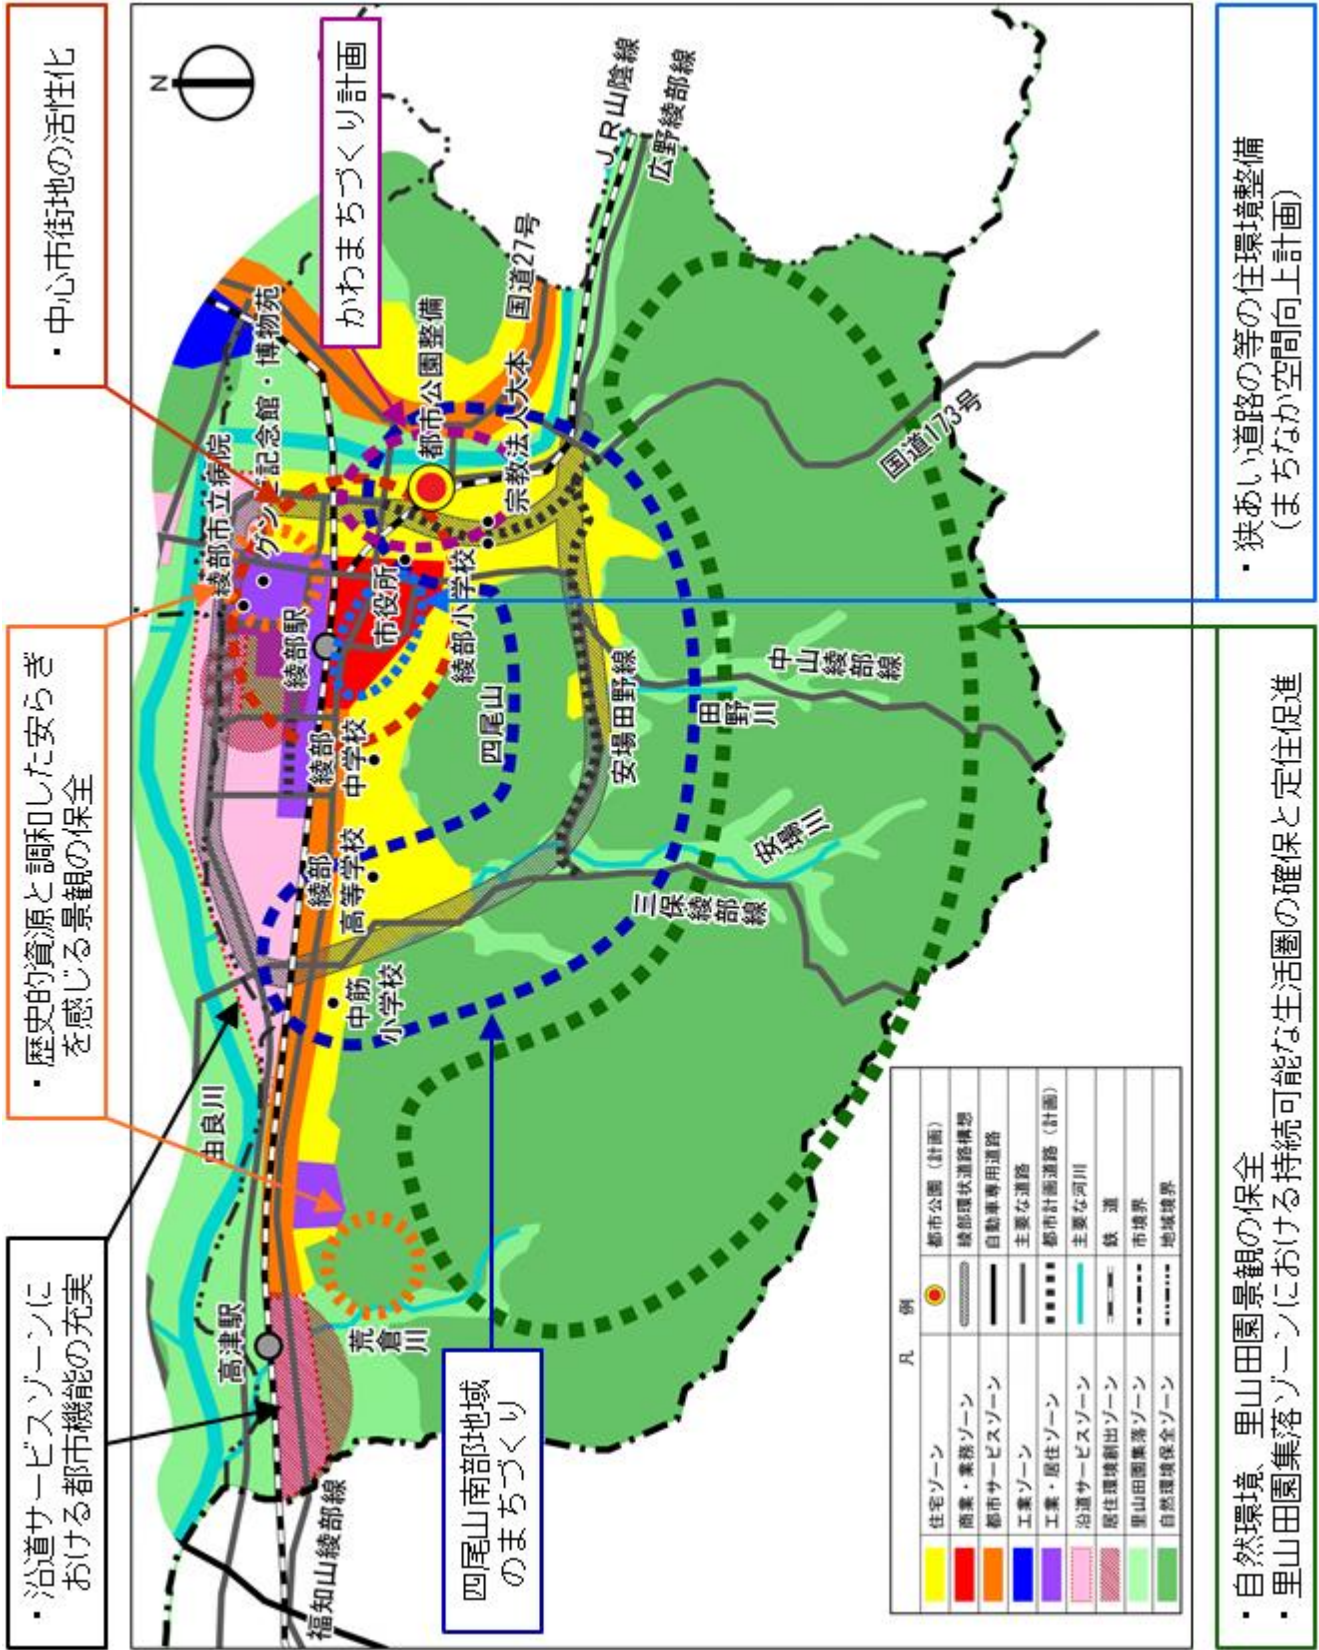 ・沿道サービスゾーンに
おける都市機能の充実
・歴史的資源と調和した安らぎ
を感じる景観の保全
・中心市街地の活性化
N
かわまちづくり計画
由良川
高津駅
福知山綾部線
荒倉川
中筋
小学校
綾部
高等学校
綾部
中学校
綾部駅
綾部市立病院
グンゼ記念館・博物苑
市役所
綾部小学校
都市公園整備
宗教法人大本
国道27号
JR山陰線
広野綾部線
四尾山
安場田野線
田野川
中山綾部線
三保綾部線
安場川
国道173号
四尾山南部地域
のまちづくり
凡 例
住宅ゾーン
商業・業務ゾーン
都市サービスゾーン
工業ゾーン
工業・居住ゾーン
沿道サービスゾーン
居住環境創出ゾーン
里山田園集落ゾーン
自然環境保全ゾーン
都市公園（計画）
綾部環状道路構想
自動車専用道路
主要な道路
都市計画道路（計画）
主要な河川
鉄 道
市境界
地域境界
・自然環境、里山田園景観の保全
・里山田園集落ゾーンにおける持続可能な生活圏の確保と定住促進
・狭あい道路の等の住環境整備
（まちなか空間向上計画）